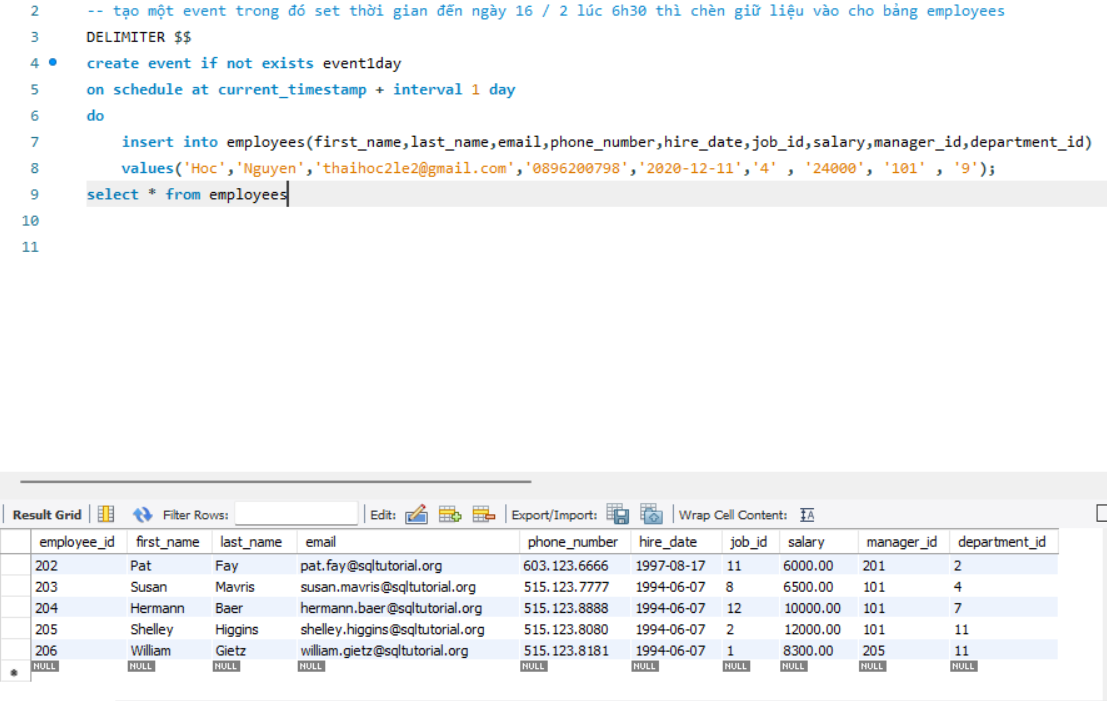 2 -- tạo một event trong đó set thời gian đến ngày 16 / 2 lúc 6h30 thì chèn giữ liệu vào cho bảng employees
3 DELIMITER $$
4 create event if not exists event1day
5 on schedule at current_timestamp + interval 1 day
6 do
7 insert into employees(first_name,last_name,email,phone_number,hire_date,job_id,salary,manager_id,department_id)
8 values('Hoc','Nguyen','thaihoc2le2@gmail.com','0896200798','2020-12-11','4' , '24000', '101' , '9');
9 select * from employees
10
11
Result Grid Filter Rows: Edit: Export/Import: Wrap Cell Content: IA
employee_id first_name last_name email phone_number hire_date job_id salary manager_id department_id
202 Pat Fay pat.fay@sqltutorial.org 603.123.6666 1997-08-17 11 6000.00 201 2
203 Susan Mavris susan.mavris@sqltutorial.org 515.123.7777 1994-06-07 8 6500.00 101 4
204 Hermann Baer hermann.baer@sqltutorial.org 515.123.8888 1994-06-07 12 10000.00 101 7
205 Shelley Higgins shelley.higgins@sqltutorial.org 515.123.8080 1994-06-07 2 12000.00 101 11
206 William Gietz william.gietz@sqltutorial.org 515.123.8181 1994-06-07 1 8300.00 205 11
NULL NULL NULL NULL NULL NULL NULL NULL NULL NULL